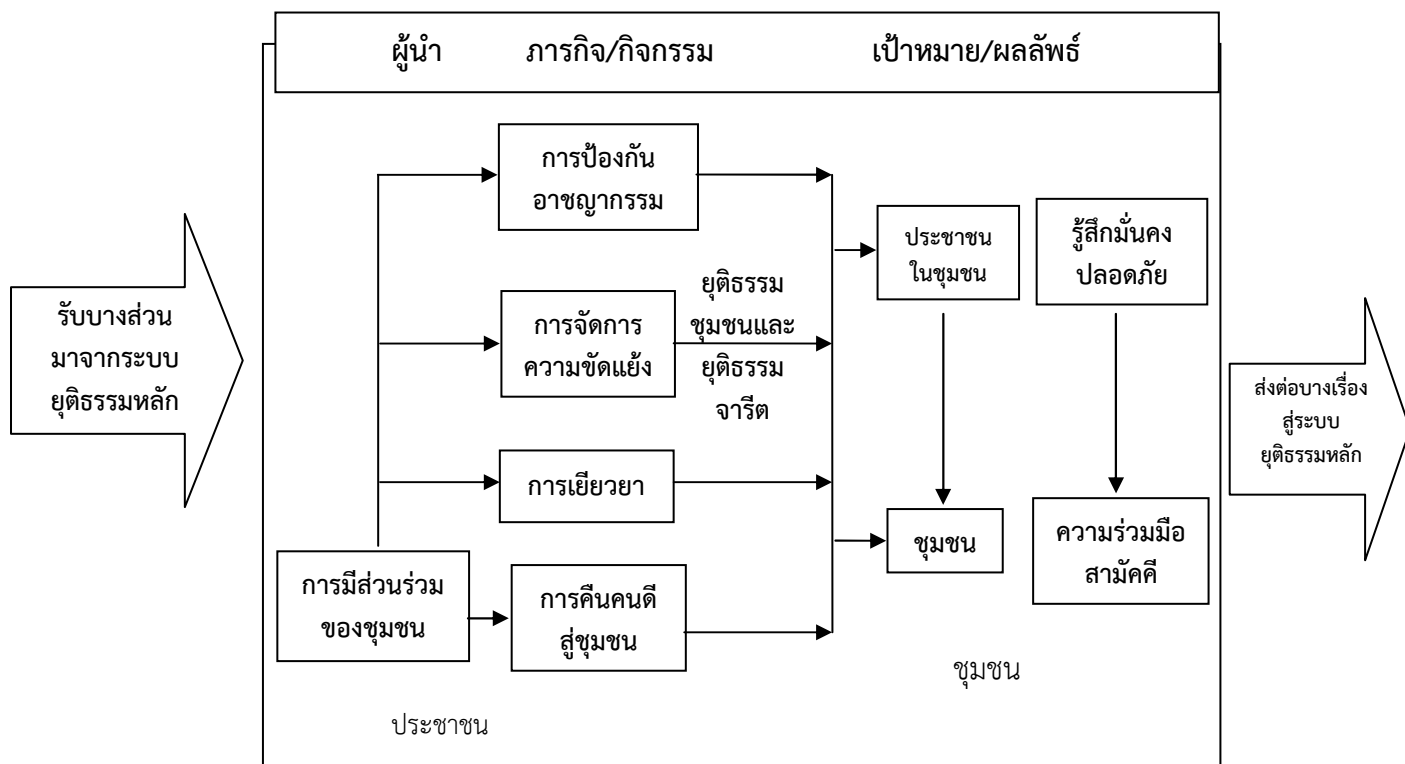 ผู้นำ ภารกิจ/กิจกรรม เป้าหมาย/ผลลัพธ์
รับบางส่วน
มาจากระบบ
ยุติธรรมหลัก
การป้องกัน
อาชญากรรม
การจัดการ
ความขัดแย้ง
ยุติธรรม
ชุมชนและ
ยุติธรรม
จารีต
การเยียวยา
การมีส่วนร่วม
ของชุมชน
การคืนคนดี
สู่ชุมชน
ประชาชน
ในชุมชน
รู้สึกมั่นคง
ปลอดภัย
ชุมชน
ความร่วมมือ
สามัคคี
ชุมชน
ประชาชน
ส่งต่อบางเรื่อง
สู่ระบบ
ยุติธรรมหลัก